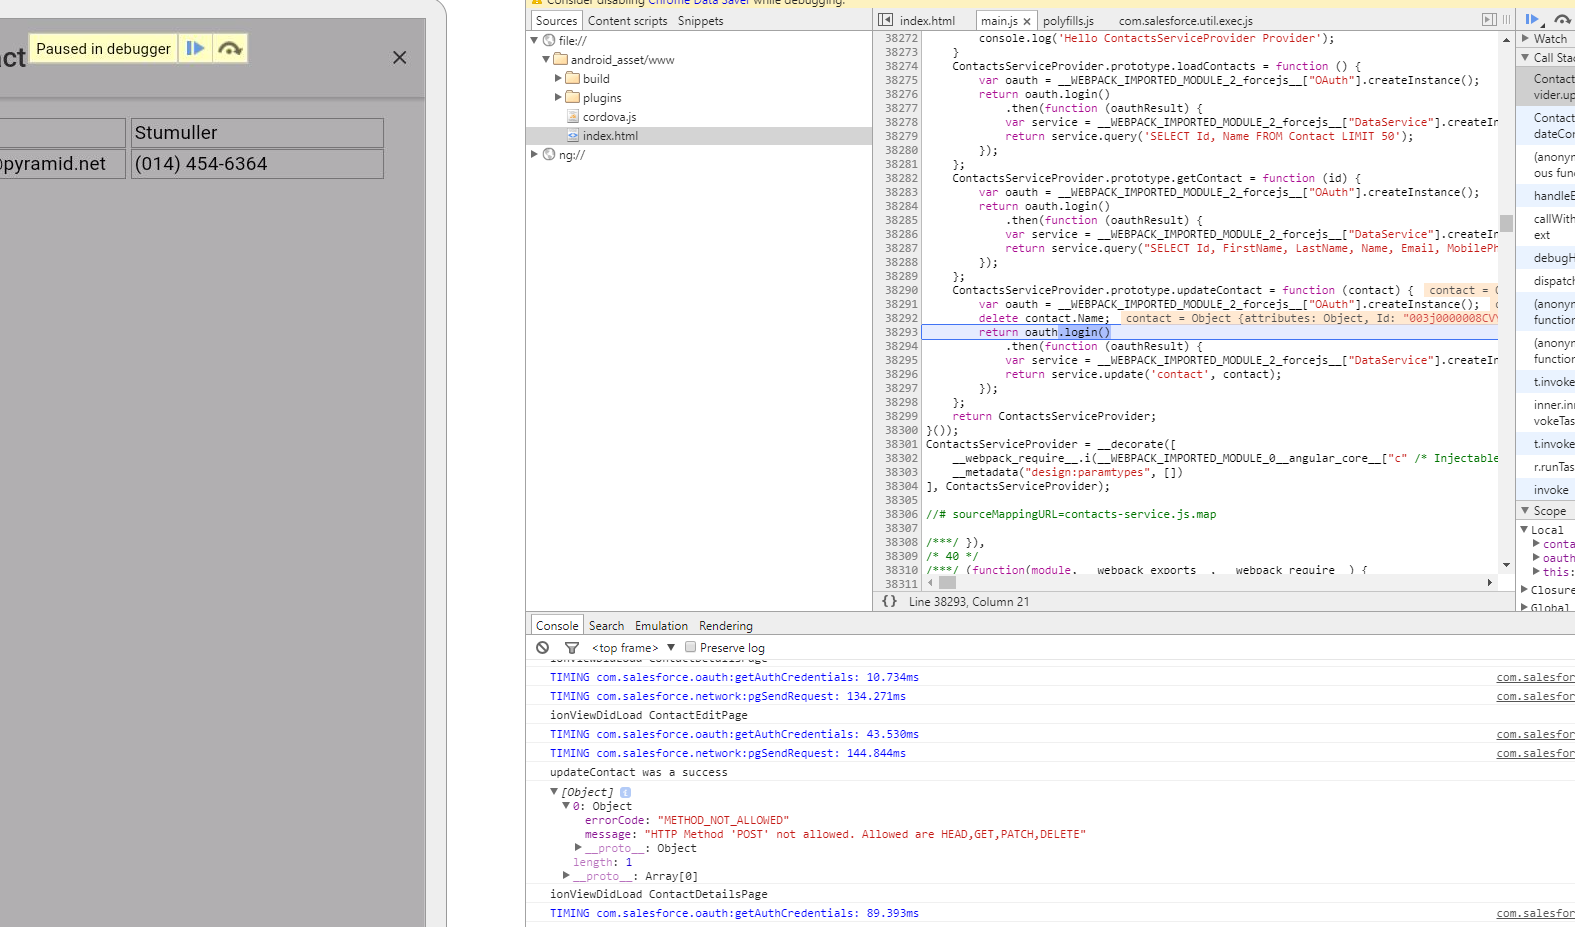 Consider disabling Chrome Data Saver while debugging.
Paused in debugger
Stumuller
@pyramid.net
(014) 454-6364
Sources Content scripts Snippets
file://
android_asset/www
build
plugins
cordova.js
index.html
ng://
index.html main.js × polyfills.js com.salesforce.util.exec.js
38272 console.log('Hello ContactsServiceProvider Provider');
38273 }
38274 ContactsServiceProvider.prototype.loadContacts = function () {
38275 var oauth = __WEBPACK_IMPORTED_MODULE_2_forcejs__["OAuth"].createInstance();
38276 return oauth.login()
38277 .then(function (oauthResult) {
38278 var service = __WEBPACK_IMPORTED_MODULE_2_forcejs__["DataService"].createIn
38279 return service.query('SELECT Id, Name FROM Contact LIMIT 50');
38280 });
38281 };
38282 ContactsServiceProvider.prototype.getContact = function (id) {
38283 var oauth = __WEBPACK_IMPORTED_MODULE_2_forcejs__["OAuth"].createInstance();
38284 return oauth.login()
38285 .then(function (oauthResult) {
38286 var service = __WEBPACK_IMPORTED_MODULE_2_forcejs__["DataService"].createIn
38287 return service.query("SELECT Id, FirstName, LastName, Name, Email, MobilePh
38288 });
38289 };
38290 ContactsServiceProvider.prototype.updateContact = function (contact) { contact = O
38291 var oauth = __WEBPACK_IMPORTED_MODULE_2_forcejs__["OAuth"].createInstance();
38292 delete contact.Name; contact = Object {attributes: Object, Id: "003j0000008CVY
38293 return oauth.login()
38294 .then(function (oauthResult) {
38295 var service = __WEBPACK_IMPORTED_MODULE_2_forcejs__["DataService"].createIn
38296 return service.update('contact', contact);
38297 });
38298 };
38299 return ContactsServiceProvider;
38300 }());
38301 ContactsServiceProvider = __decorate([
38302 __webpack_require__.i(__WEBPACK_IMPORTED_MODULE_0__angular_core__["c" /* Injectable
38303 __metadata("design:paramtypes", [])
38304 ], ContactsServiceProvider);
38305
38306 //# sourceMappingURL=contacts-service.js.map
38307
38308 /***/ }),
38309 /* 40 */
38310 /***/ (function(module, __webpack_exports__, __webpack_require__) {
38311
{} Line 38293, Column 21
Watch
Call Sta
Contact
vider.up
Contact
dateCon
(anonym
ous fund
handleE
callWith
ext
debugH
dispatch
(anonym
function
(anonym
function
t.invoke
inner.inv
vokeTas
t.invoke
r.runTas
invoke
Scope
Local
conta
oauth
this:
Closure
Global
Console Search Emulation Rendering
<top frame> ▼ Preserve log
ionViewDidLoad ContactDetailsPage
TIMING com.salesforce.oauth:getAuthCredentials: 10.734ms com.salesfor
TIMING com.salesforce.network:pgSendRequest: 134.271ms com.salesfor
ionViewDidLoad ContactEditPage
TIMING com.salesforce.oauth:getAuthCredentials: 43.530ms com.salesfor
TIMING com.salesforce.network:pgSendRequest: 144.844ms com.salesfor
updateContact was a success
[Object]
0: Object
errorCode: "METHOD_NOT_ALLOWED"
message: "HTTP Method 'POST' not allowed. Allowed are HEAD,GET,PATCH,DELETE"
__proto__: Object
length: 1
__proto__: Array[0]
ionViewDidLoad ContactDetailsPage
TIMING com.salesforce.oauth:getAuthCredentials: 89.393ms com.salesfor